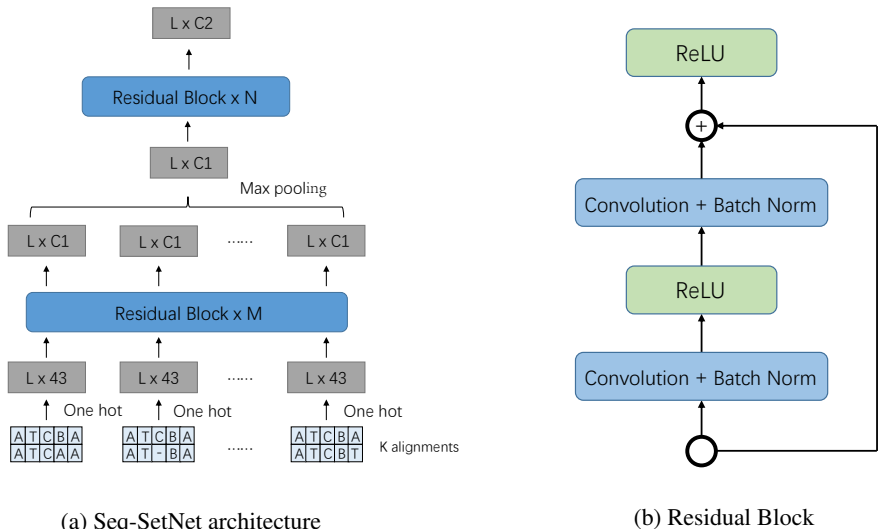 L x C2
Residual Block x N
L x C1
Max pooling
L x C1 L x C1 ...... L x C1
Residual Block x M
L x 43 L x 43 ...... L x 43
One hot One hot One hot
A T C B A A T C B A A T C B A
A T C A A A T - B A ...... A T C B T
K alignments
(a) Seq-SetNet architecture
ReLU
+
Convolution + Batch Norm
ReLU
Convolution + Batch Norm
(b) Residual Block